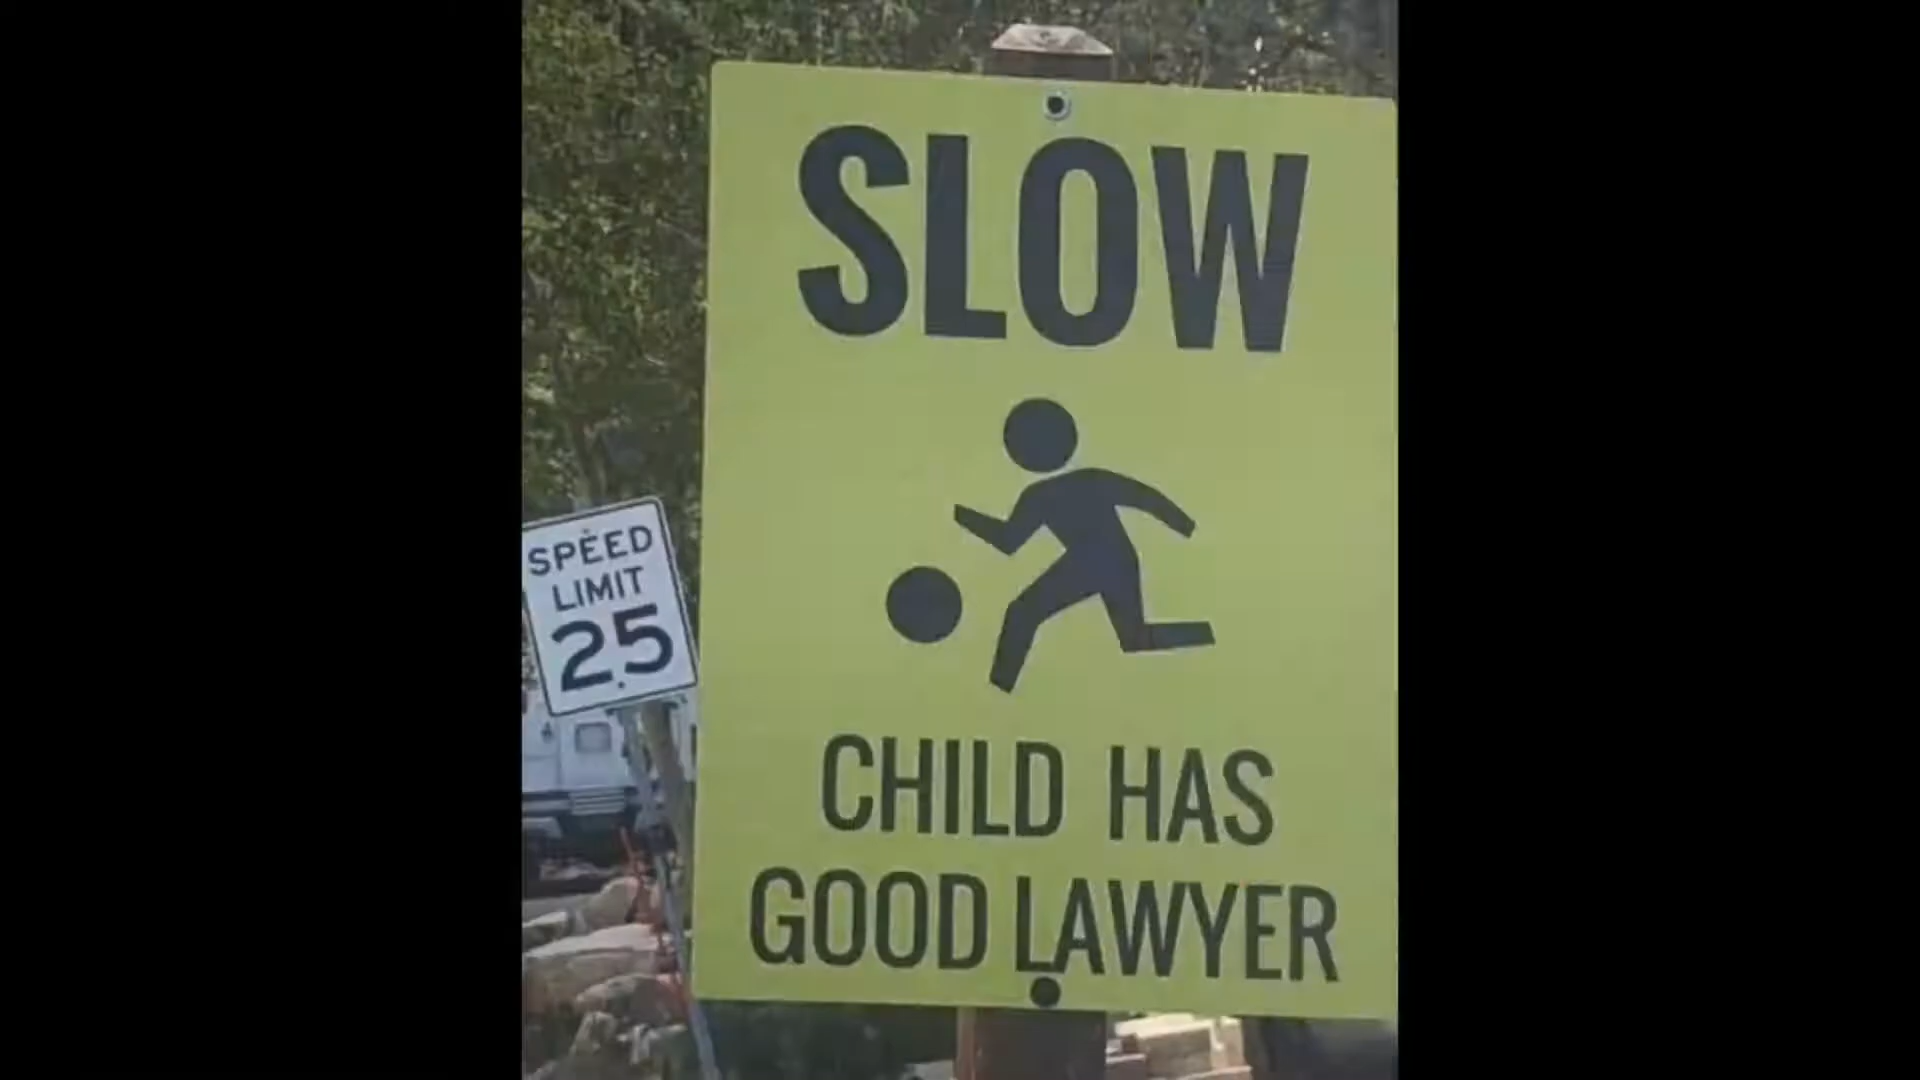 SLOW
CHILD HAS
GOOD LAWYER
SPEED
LIMIT
25